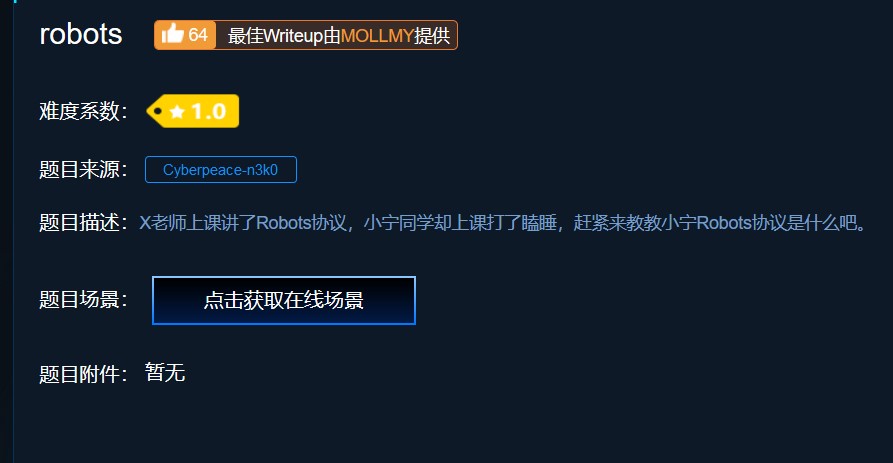 robots 64 最佳Writeup由MOLLMY提供
难度系数： 1.0
题目来源： Cyberpeace-n3k0
题目描述：X老师上课讲了Robots协议，小宁同学却上课打了瞌睡，赶紧来教教小宁Robots协议是什么吧。
题目场景： 点击获取在线场景
题目附件： 暂无